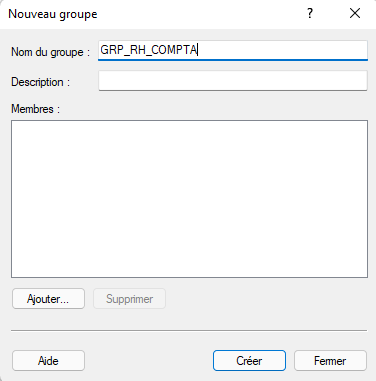 Nouveau groupe ?
Nom du groupe : GRP_RH_COMPTA
Description :
Membres :
Ajouter... Supprimer
Aide Créer Fermer